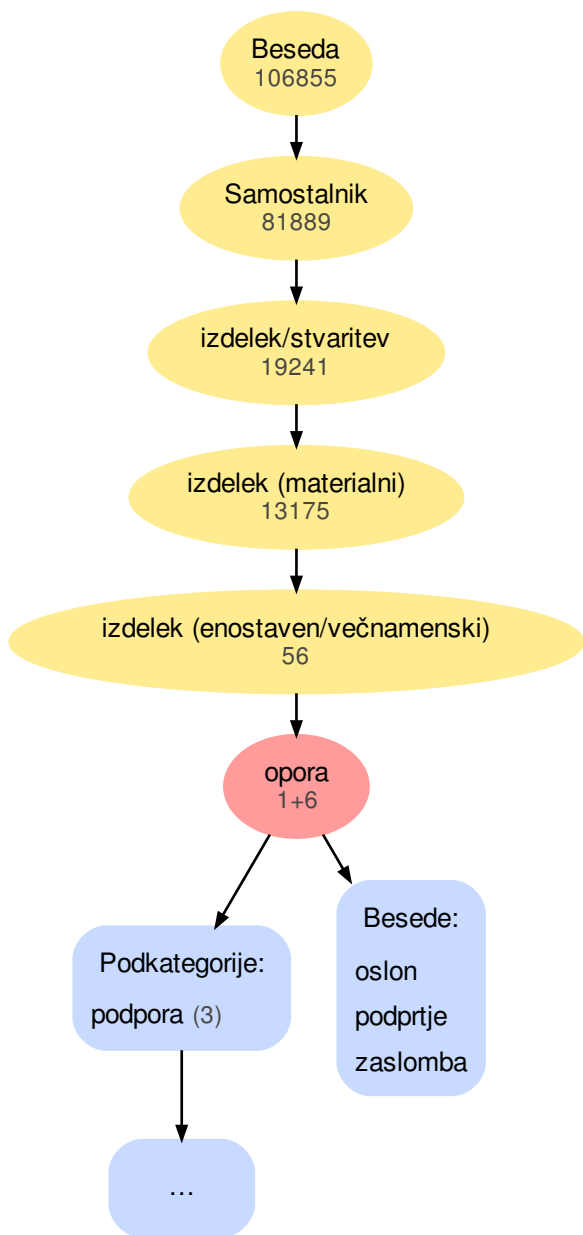 Beseda
106855
Samostalnik
81889
izdelek/stvaritev
19241
izdelek (materialni)
13175
izdelek (enostaven/večnamenski)
56
opora
1+6
Podkategorije:
podpora (3)
...
Besede:
oslon
podprtje
zaslomba